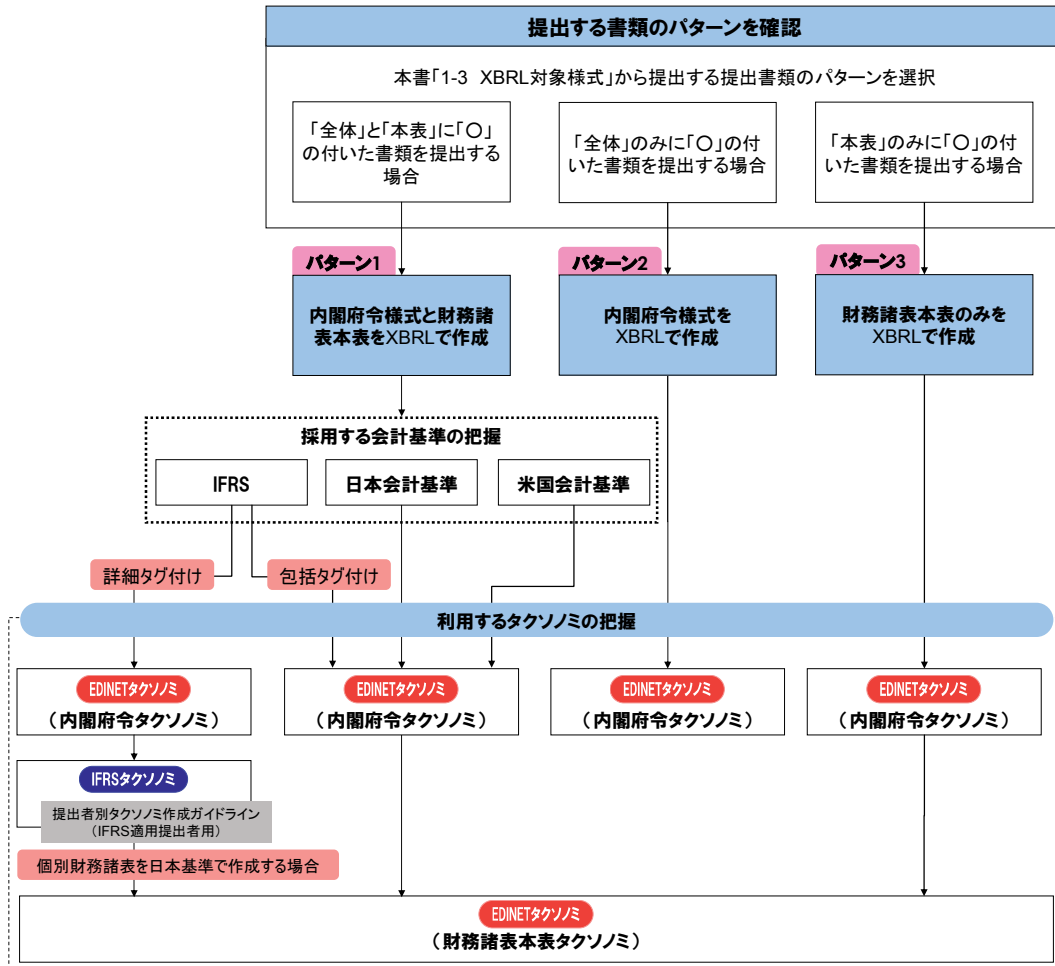 提出する書類のパターンを確認
本書「1-3 XBRL対象様式」から提出する提出書類のパターンを選択
「全体」と「本表」に「〇」
の付いた書類を提出する
場合
「全体」のみに「〇」の付
いた書類を提出する場合
「本表」のみに「〇」の付
いた書類を提出する場合
パターン1
パターン2
パターン3
内閣府令様式と財務諸
表本表をXBRLで作成
内閣府令様式を
XBRLで作成
財務諸表本表のみを
XBRLで作成
採用する会計基準の把握
IFRS
日本会計基準
米国会計基準
詳細タグ付け
包括タグ付け
利用するタクソノミの把握
EDINETタクソノミ
（内閣府令タクソノミ）
EDINETタクソノミ
（内閣府令タクソノミ）
EDINETタクソノミ
（内閣府令タクソノミ）
EDINETタクソノミ
（内閣府令タクソノミ）
IFRSタクソノミ
提出者別タクソノミ作成ガイドライン
（IFRS適用提出者用）
個別財務諸表を日本基準で作成する場合
EDINETタクソノミ
（財務諸表本表タクソノミ）